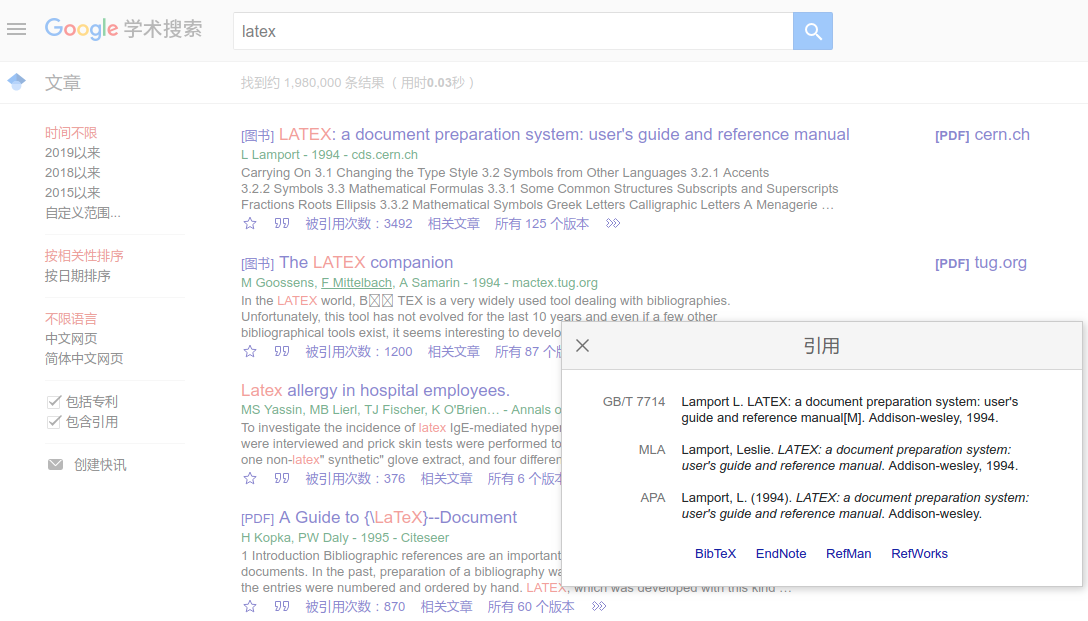 Google 学术搜索
latex
文章
找到约 1,980,000 条结果（用时0.03秒）
时间不限
2019以来
2018以来
2015以来
自定义范围...
按相关性排序
按日期排序
不限语言
中文网页
简体中文网页
包括专利
包含引用
创建快讯
[图书] LATEX: a document preparation system: user's guide and reference manual
[PDF] cern.ch
L Lamport - 1994 - cds.cern.ch
Carrying On 3.1 Changing the Type Style 3.2 Symbols from Other Languages 3.2.1 Accents
3.2.2 Symbols 3.3 Mathematical Formulas 3.3.1 Some Common Structures Subscripts and Superscripts
Fractions Roots Ellipsis 3.3.2 Mathematical Symbols Greek Letters Calligraphic Letters A Menagerie …
被引用次数：3492 相关文章 所有 125 个版本
[图书] The LATEX companion
[PDF] tug.org
M Goossens, F Mittelbach, A Samarin - 1994 - mactex.tug.org
In the LATEX world, B TEX is a very widely used tool dealing with bibliographies.
Unfortunately, this tool has not evolved for the last 10 years and even if a few other
bibliographical tools exist, it seems interesting to develo
被引用次数：1200 相关文章 所有 87 个
Latex allergy in hospital employees.
MS Yassin, MB Lierl, TJ Fischer, K O'Brien… - Annals o
To investigate the incidence of latex IgE-mediated hyper
were interviewed and prick skin tests were performed to
one non-latex" synthetic" glove extract, and four differen
被引用次数：376 相关文章 所有 6 个版本
[PDF] A Guide to {\LaTeX}--Document
H Kopka, PW Daly - 1995 - Citeseer
1 Introduction Bibliographic references are an important
documents. In the past, preparation of a bibliography wa
the entries were numbered and ordered by hand. LATEX, which was developed with this kind …
被引用次数：870 相关文章 所有 60 个版本
引用
GB/T 7714 Lamport L. LATEX: a document preparation system: user's
guide and reference manual[M]. Addison-wesley, 1994.
MLA Lamport, Leslie. LATEX: a document preparation system:
user's guide and reference manual. Addison-wesley, 1994.
APA Lamport, L. (1994). LATEX: a document preparation system:
user's guide and reference manual. Addison-wesley.
BibTeX EndNote RefMan RefWorks